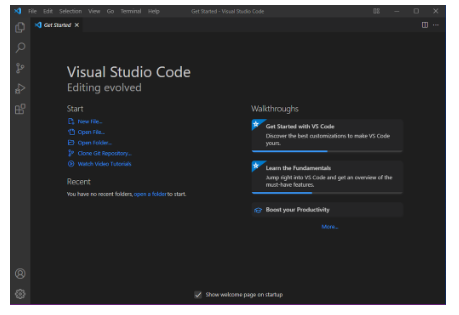 File Edit Selection View Go Terminal Help Get Started - Visual Studio Code
Get Started
Visual Studio Code
Editing evolved
Start
New File...
Open File...
Open Folder...
Clone Git Repository...
Watch Video Tutorials
Recent
You have no recent folders, open a folder to start.
Walkthroughs
Get Started with VS Code
Discover the best customizations to make VS Code
yours.
Learn the Fundamentals
Jump right into VS Code and get an overview of the
must-have features.
Boost your Productivity
More...
Show welcome page on startup